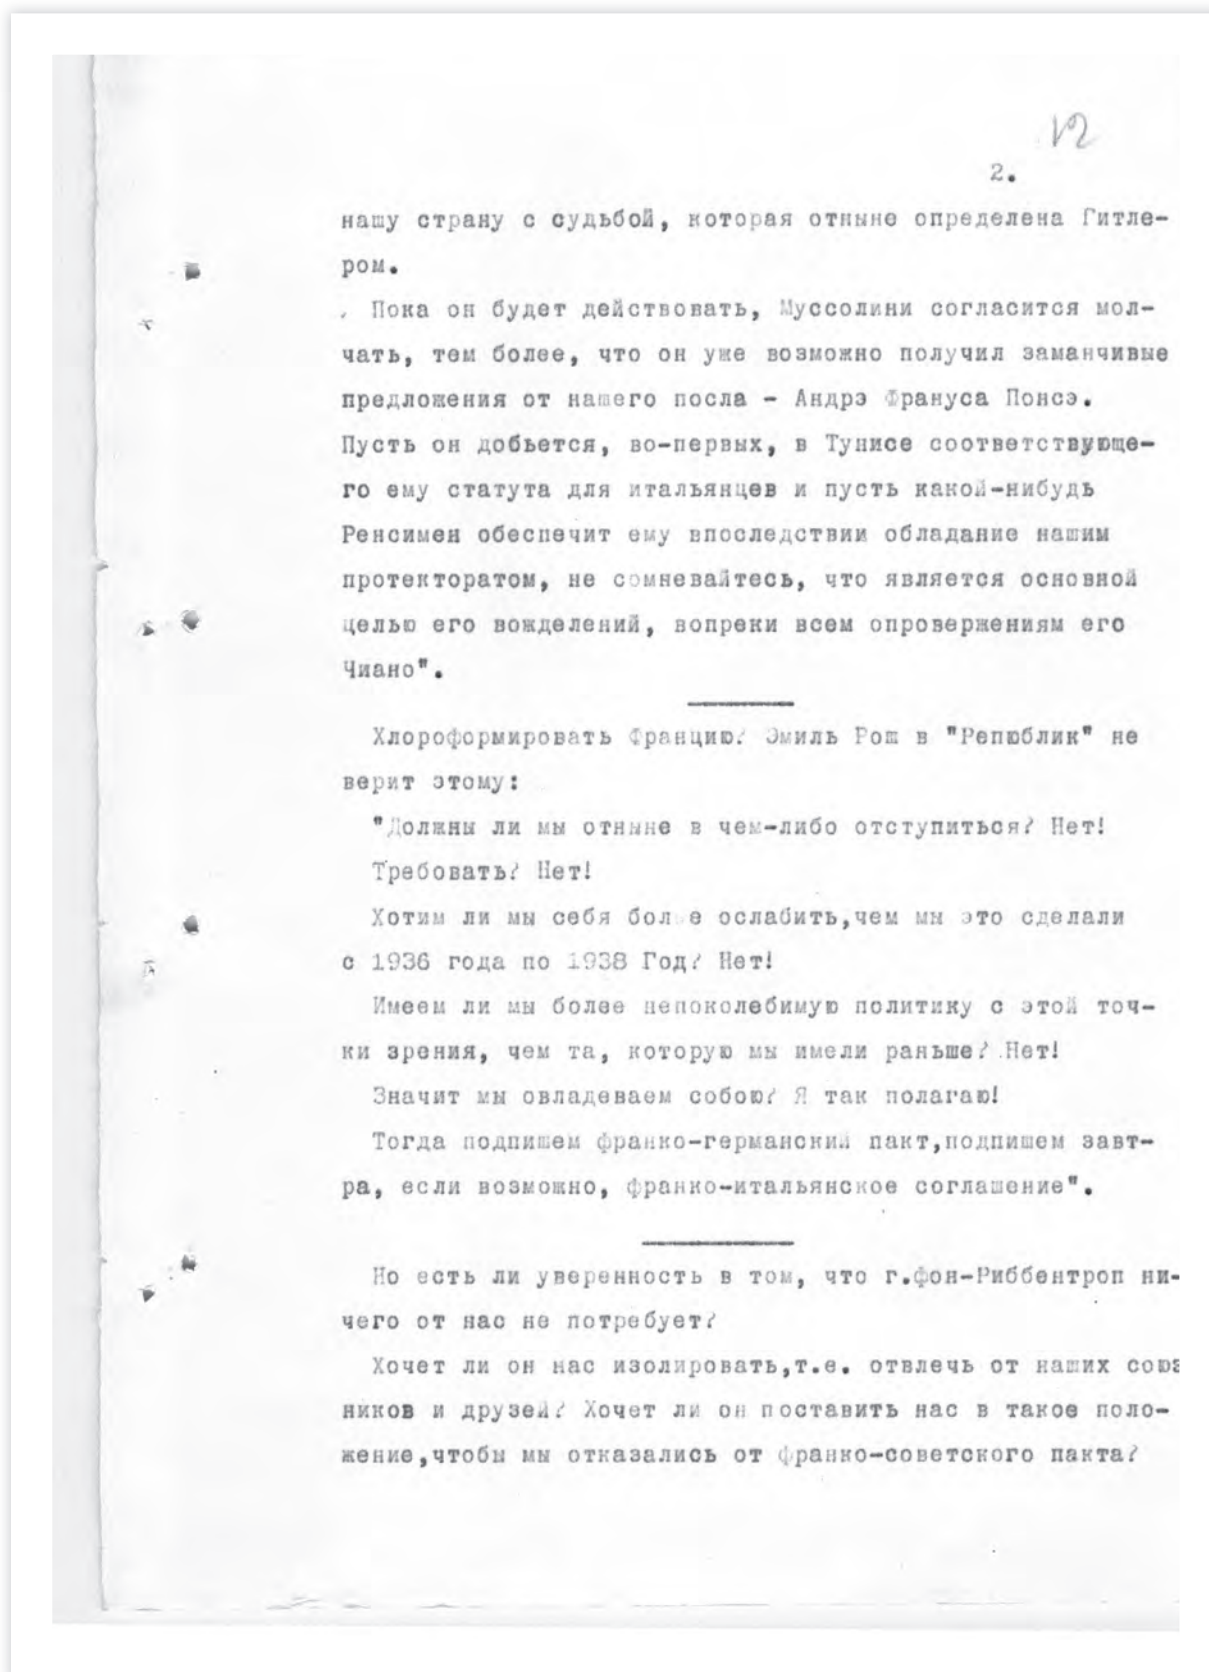 12
2.
нашу страну с судьбой, которая отныне определена Гитле-
ром.
Пока он будет действовать, Муссолини согласится мол-
чать, тем более, что он уже возможно получил заманчивые
предложения от нашего посла - Андрэ Франуса Понсэ.
Пусть он добьется, во-первых, в Тунисе соответствующе-
го ему статута для итальянцев и пусть какой-нибудь
Ренсимен обеспечит ему впоследствии обладание нашим
протекторатом, не сомневайтесь, что является основной
целью его вожделений, вопреки всем опровержениям его
Чиано".
Хлороформировать Францию? Эмиль Рош в "Репюблик" не
верит этому:
"Должны ли мы отныне в чем-либо отступиться? Нет!
Требовать? Нет!
Хотим ли мы себя более ослабить,чем мы это сделали
с 1936 года по 1938 Год? Нет!
Имеем ли мы более непоколебимую политику с этой точ-
ки зрения, чем та, которую мы имели раньше? Нет!
Значит мы овладеваем собою? Я так полагаю!
Тогда подпишем франко-германский пакт,подпишем завт-
ра, если возможно, франко-итальянское соглашение".
Но есть ли уверенность в том, что г.фон-Риббентроп ни-
чего от нас не потребует?
Хочет ли он нас изолировать,т.е. отвлечь от наших союз
ников и друзей? Хочет ли он поставить нас в такое поло-
жение,чтобы мы отказались от франко-советского пакта?